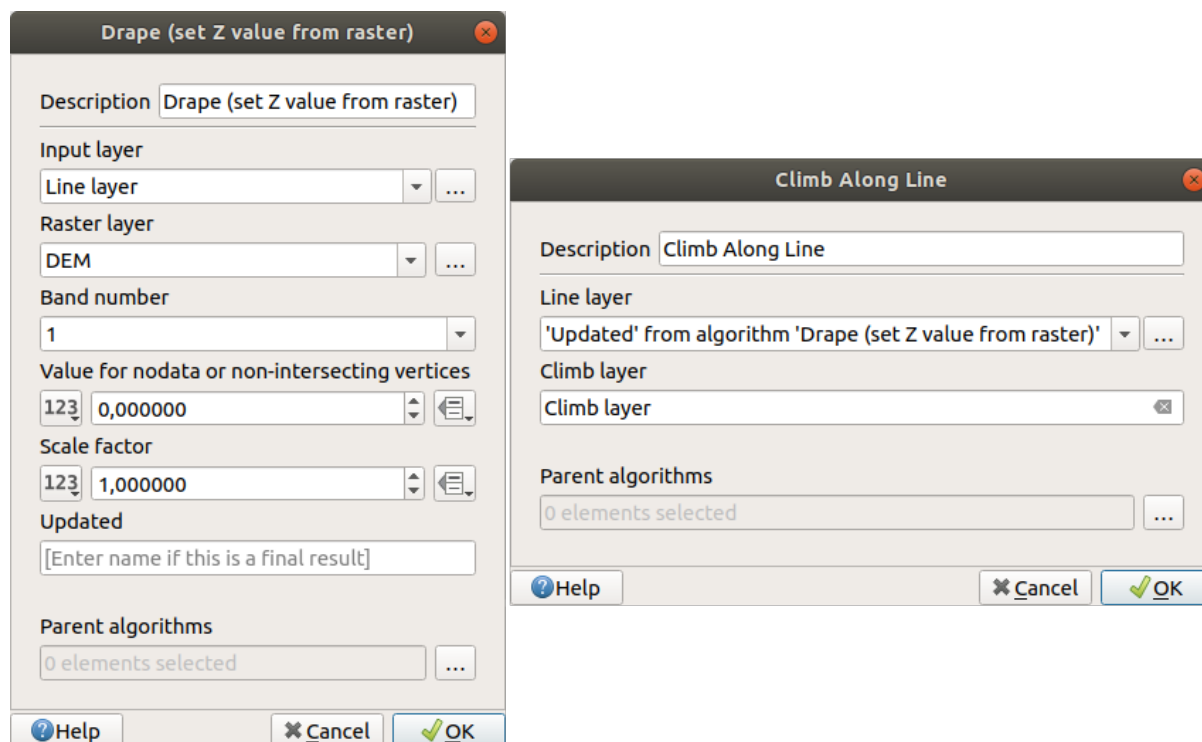 Drape (set Z value from raster)
Description Drape (set Z value from raster)
Input layer
Line layer ...
Raster layer
DEM ...
Band number
1
Value for nodata or non-intersecting vertices
123 0,000000
Scale factor
123 1,000000
Updated
[Enter name if this is a final result]
Parent algorithms
0 elements selected ...
Help Cancel OK
Climb Along Line
Description Climb Along Line
Line layer
'Updated' from algorithm 'Drape (set Z value from raster)' ...
Climb layer
Climb layer
Parent algorithms
0 elements selected ...
Help Cancel OK